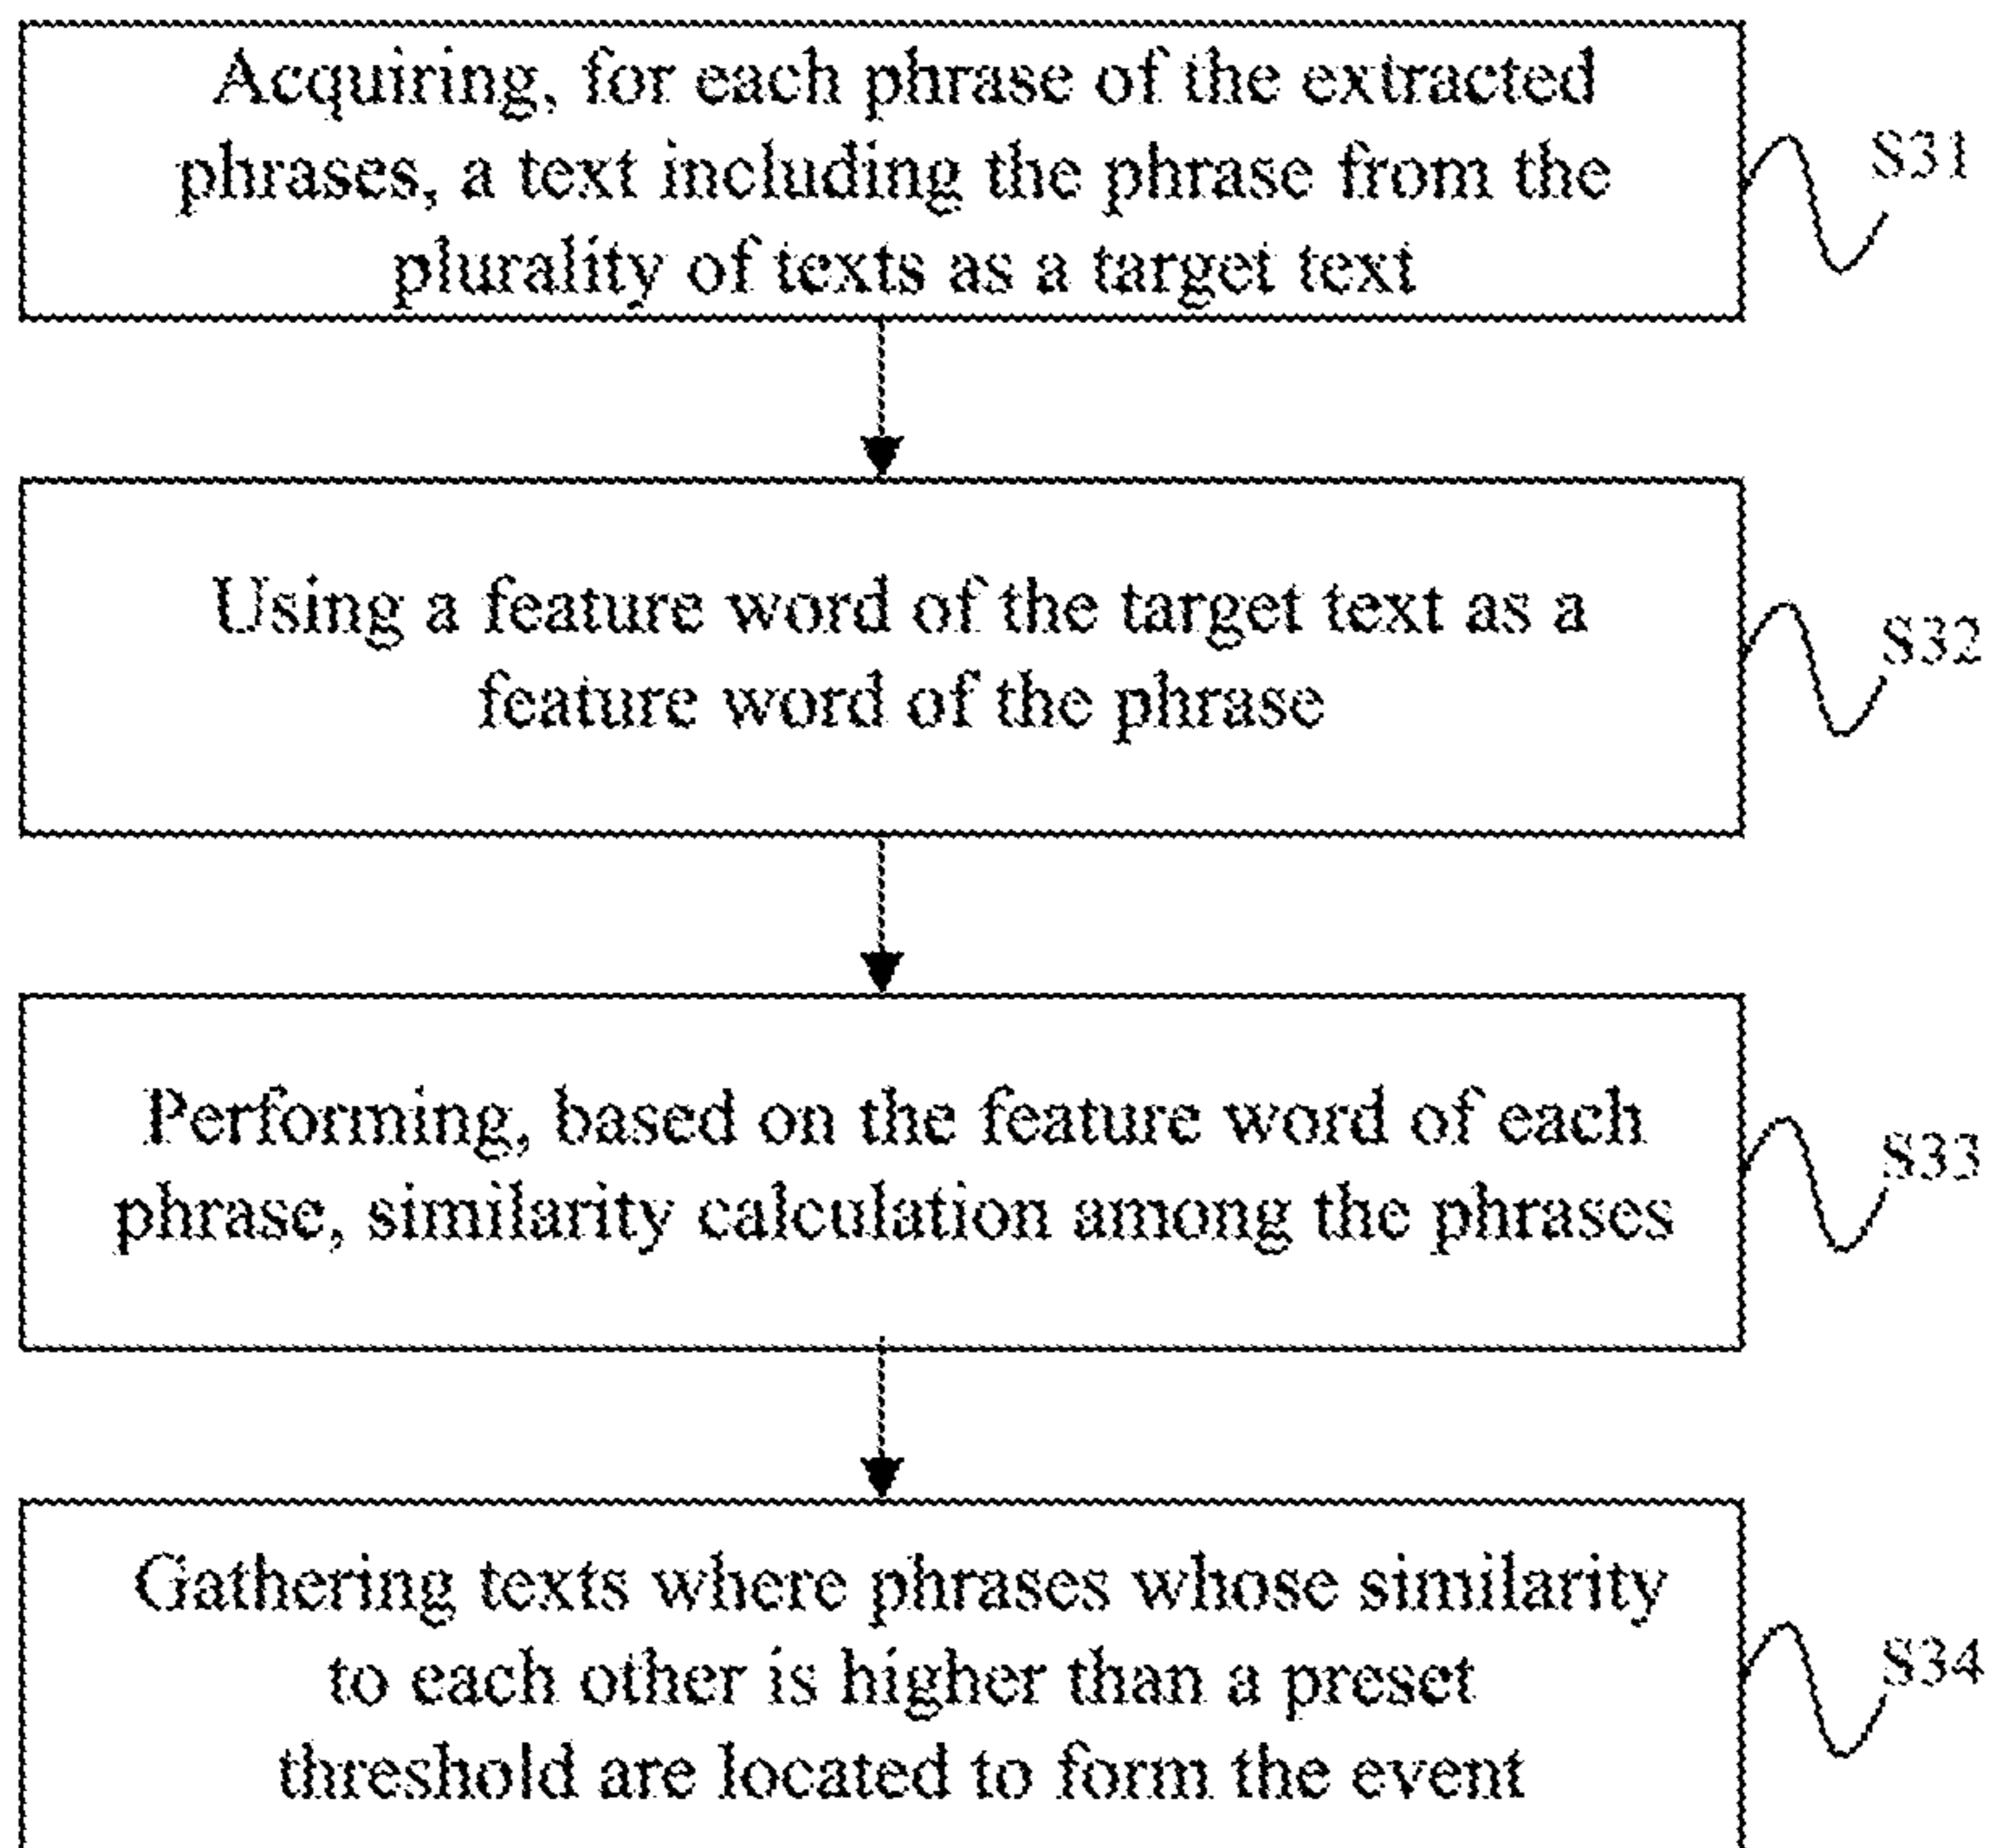 Acquiring, for each phrase of the extracted
phrases, a text including the phrase from the
plurality of texts as a target text
S31
Using a feature word of the target text as a
feature word of the phrase
S32
Performing, based on the feature word of each
phrase, similarity calculation among the phrases
S33
Gathering texts where phrases whose similarity
to each other is higher than a preset
threshold are located to form the event
S34